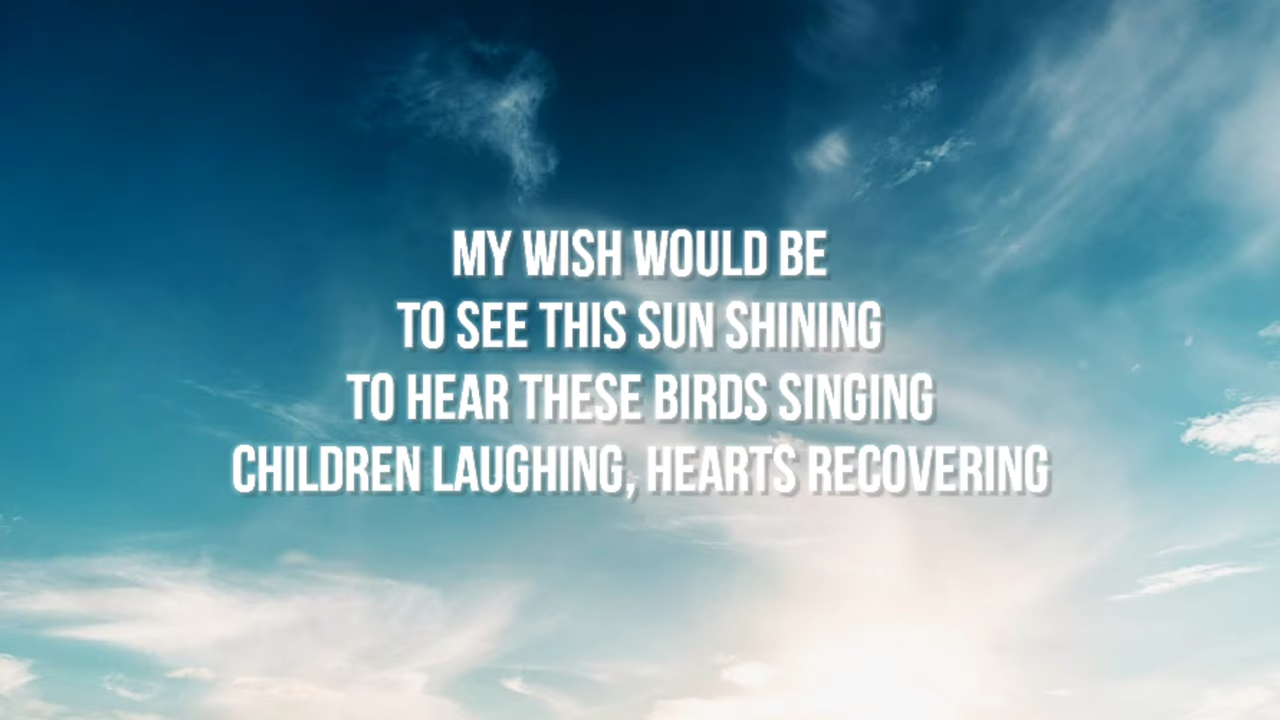 MY WISH WOULD BE
TO SEE THIS SUN SHINING
TO HEAR THESE BIRDS SINGING
CHILDREN LAUGHING, HEARTS RECOVERING